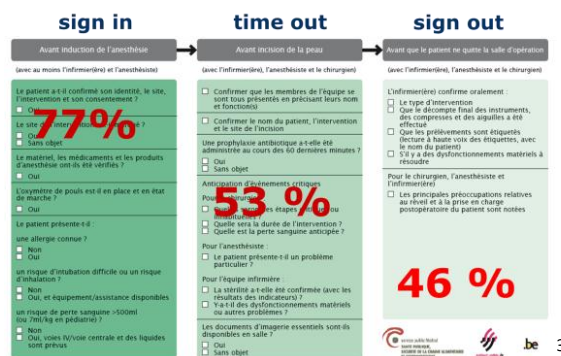 sign in
time out
sign out
Avant induction de l'anesthésie
Avant incision de la peau
Avant que le patient ne quitte la salle d'opération
(avec au moins l'infirmier(ère) et l'anesthésiste)
Le patient a-t-il confirmé son identité, le site,
l'intervention et son consentement ?
Oui
77%
Le site de
Oui
Sans objet
Le matériel, les médicaments et les produits
d'anesthésie ont-ils été vérifiés ?
Oui
L'oxymètre de pouls est-il en place et en état
de marche ?
Oui
Le patient présente-t-il :
une allergie connue ?
Non
Oui
un risque d'intubation difficile ou un risque
d'inhalation ?
Non
Oui, et équipement/assistance disponibles
un risque de perte sanguine >500ml
(ou 7ml/kg en pédiatrie) ?
Non
Oui, voies IV/voie centrale et des liquides
sont prévus
(avec l'infirmier(ère), l'anesthésiste et le chirurgien)
Confirmer que les membres de l'équipe se
sont tous présentés en précisant leurs nom
et fonction(s)
Confirmer le nom du patient, l'intervention
et le site de l'incision
Une prophylaxie antibiotique a-t-elle été
administrée au cours des 60 dernières minutes ?
Oui
Sans objet
Anticipation d'événements critiques
53 %
Quelle sera la durée de l'intervention ?
Quelle est la perte sanguine anticipée ?
Pour l'anesthésiste :
Le patient présente-t-il un problème
particulier ?
Pour l'équipe infirmière :
La stérilité a-t-elle été confirmée (avec les
résultats des indicateurs) ?
Y-a-t-il des dysfonctionnements matériels
ou autres problèmes ?
Les documents d'imagerie essentiels sont-ils
disponibles en salle ?
Oui
Sans objet
(avec l'infirmier(ère), l'anesthésiste et le chirurgien)
L'infirmier(ère) confirme oralement :
Le type d'intervention
Que le décompte final des instruments,
des compresses et des aiguilles a été
effectué
Que les prélèvements sont étiquetés
(lecture à haute voix des étiquettes, avec
le nom du patient)
S'il y a des dysfonctionnements matériels à
résoudre
Pour le chirurgien, l'anesthésiste et
l'infirmier(ère)
Les principales préoccupations relatives
au réveil et à la prise en charge
postopératoire du patient sont notées
46 %
.be
3